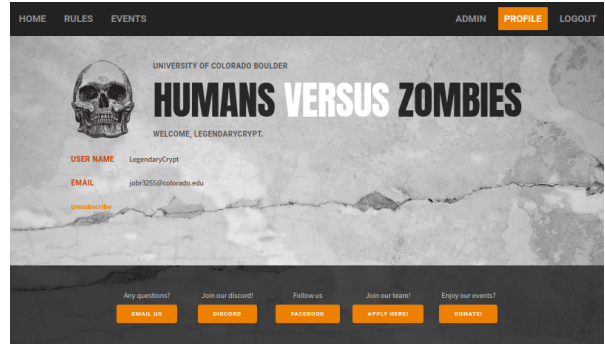 HOME RULES EVENTS ADMIN PROFILE LOGOUT
UNIVERSITY OF COLORADO BOULDER
HUMANS VERSUS ZOMBIES
WELCOME, LEGENDARYCRYPT.
USER NAME LegendaryCrypt
EMAIL jobr3255@colorado.edu
Unsubscribe
Any questions? Join our discord! Follow us Join our team! Enjoy our events?
EMAIL US DISCORD FACEBOOK APPLY HERE! DONATE!